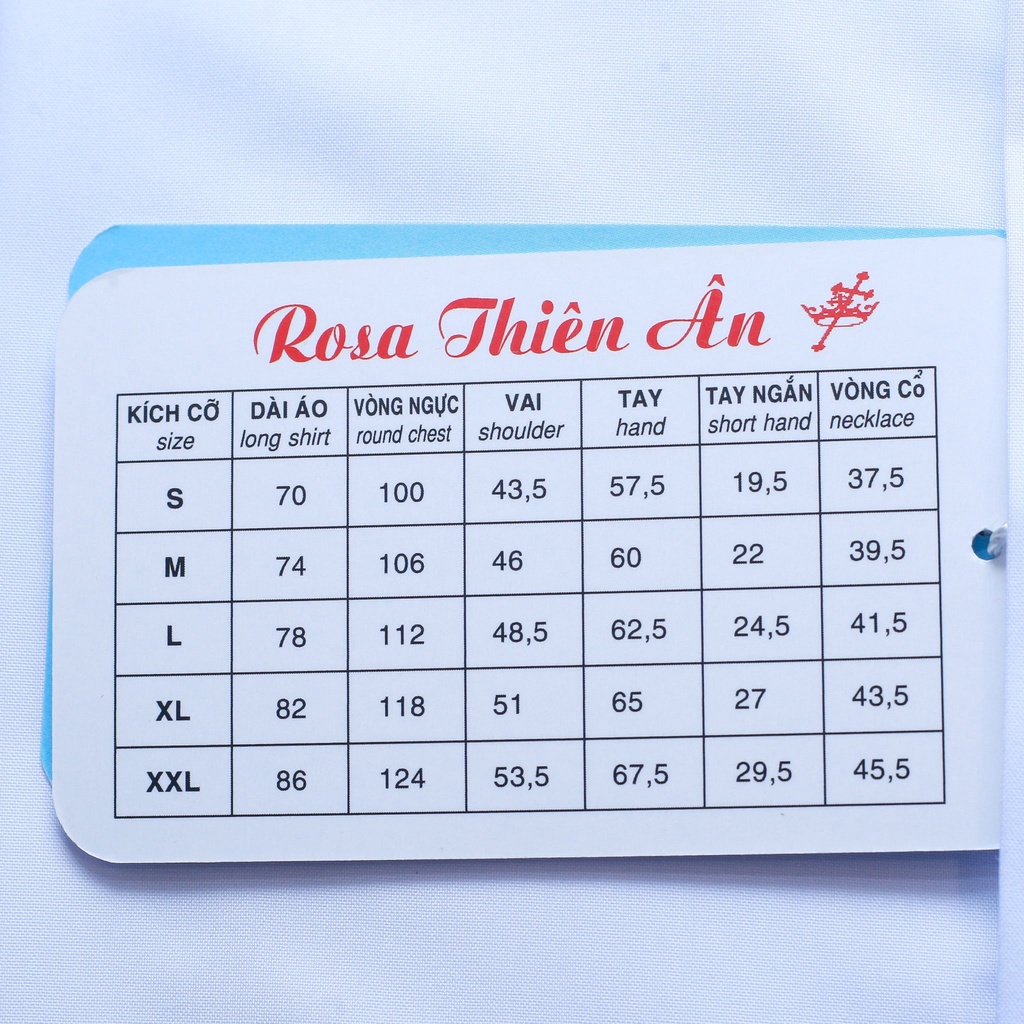 Rosa Thiên Ân
KÍCH CỠ DÀI ÁO VÒNG NGỰC VAI TAY TAY NGẮN VÒNG CỔ
size long shirt round chest shoulder hand short hand necklace
S 70 100 43,5 57,5 19,5 37,5
M 74 106 46 60 22 39,5
L 78 112 48,5 62,5 24,5 41,5
XL 82 118 51 65 27 43,5
XXL 86 124 53,5 67,5 29,5 45,5